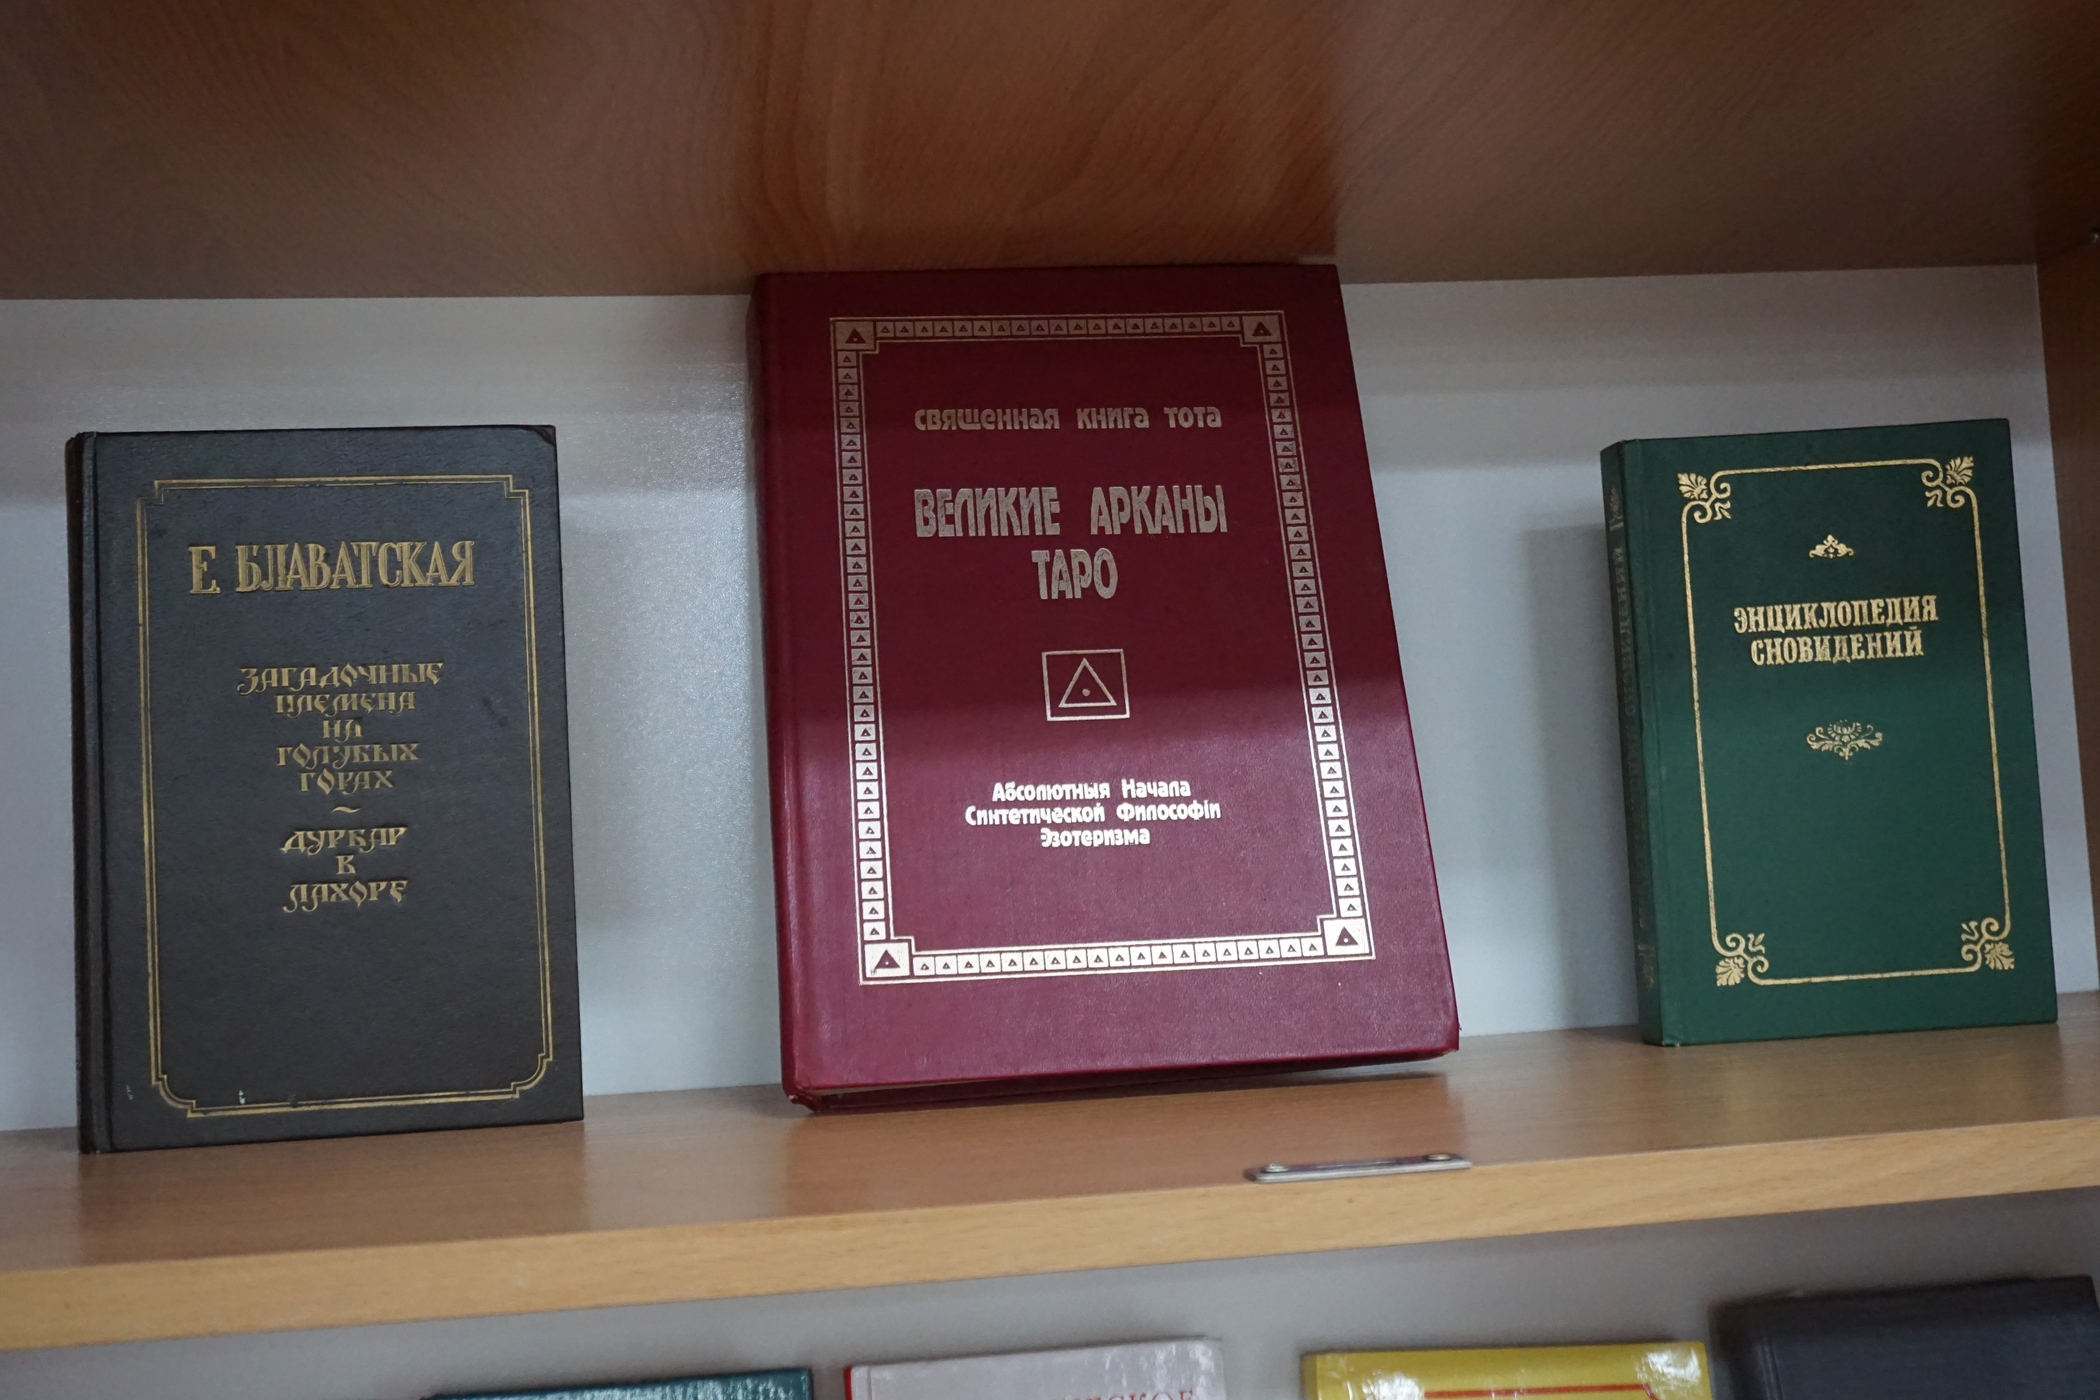 Е. БЛАВАТСКАЯ
ЗАГАДОЧНЫЕ
ПЛЕМЕНА
НА
ГОЛУБЫХ
ГОРАХ
~
ДУРБАР
В
ЛАХОРЕ
священная книга тота
ВЕЛИКИЕ АРКАНЫ
ТАРО
Абсолютныя Начала
Синтетической Философіи
Эзотеризма
ЭНЦИКЛОПЕДИЯ
СНОВИДЕНИЙ